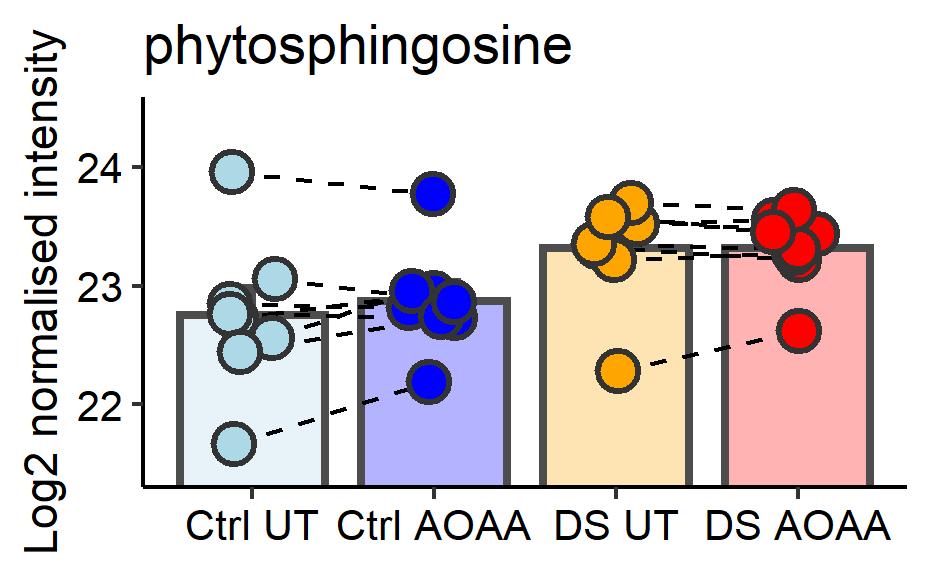 phytosphingosine
Log2 normalised intensity
24
23
22
Ctrl UT
Ctrl AOAA
DS UT
DS AOAA